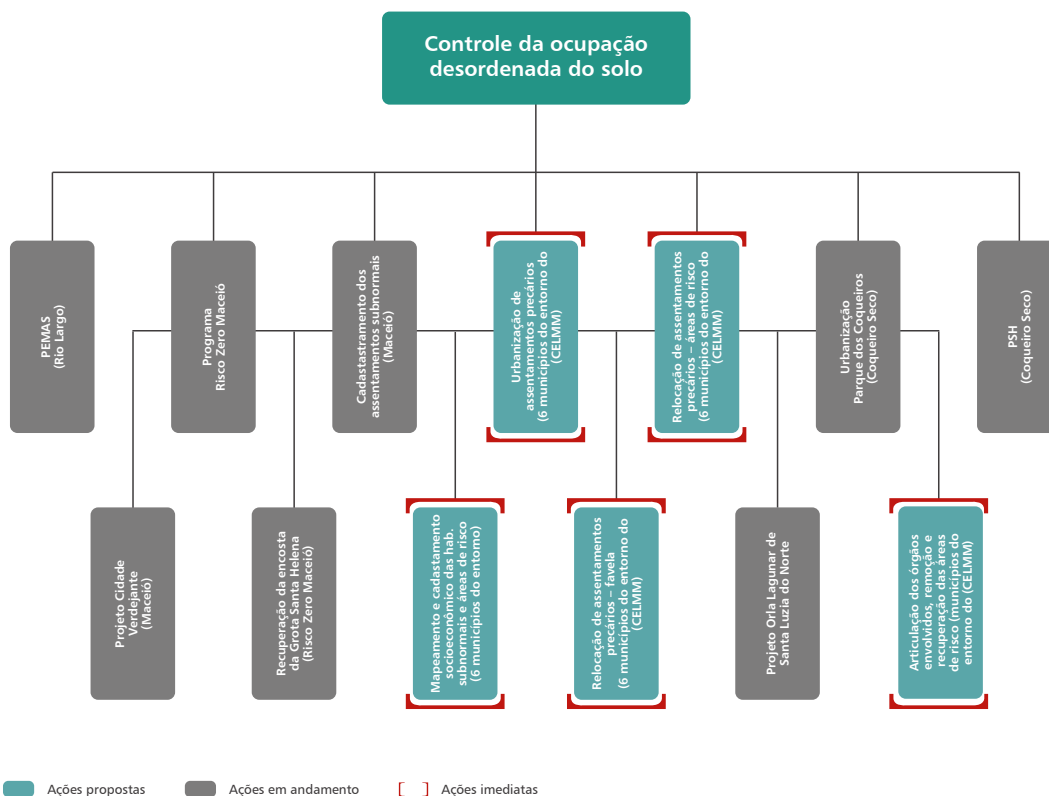 Controle da ocupação
desordenada do solo
PEMAS
(Rio Largo)
Programa
Risco Zero Maceió
Cadastastramento dos
assentamentos subnormais
(Maceió)
Urbanização de
assentamentos precários
(6 municípios do entorno do
(CELMM)
Relocação de assentamentos
precários – áreas de risco
(6 municípios do entorno do
(CELMM)
Urbanização
Parque dos Coqueiros
(Coqueiro Seco)
PSH
(Coqueiro Seco)
Projeto Cidade
Verdejante
(Maceió)
Recuperação da encosta
da Grota Santa Helena
(Risco Zero Maceió)
Mapeamento e cadastamento
socioeconômico das hab.
subnormais e áreas de risco
(6 municípios do entomo)
Relocação de assentamentos
precários – favela
(6 municípios do entorno do
(CELMM)
Projeto Orla Lagunar de
Santa Luzia do Norte
Articulação dos órgãos
envolvidos, remoção e
recuperação das áreas
de risco (municípios do
entorno do (CELMM)
Ações propostas
Ações em andamento
[ ] Ações imediatas